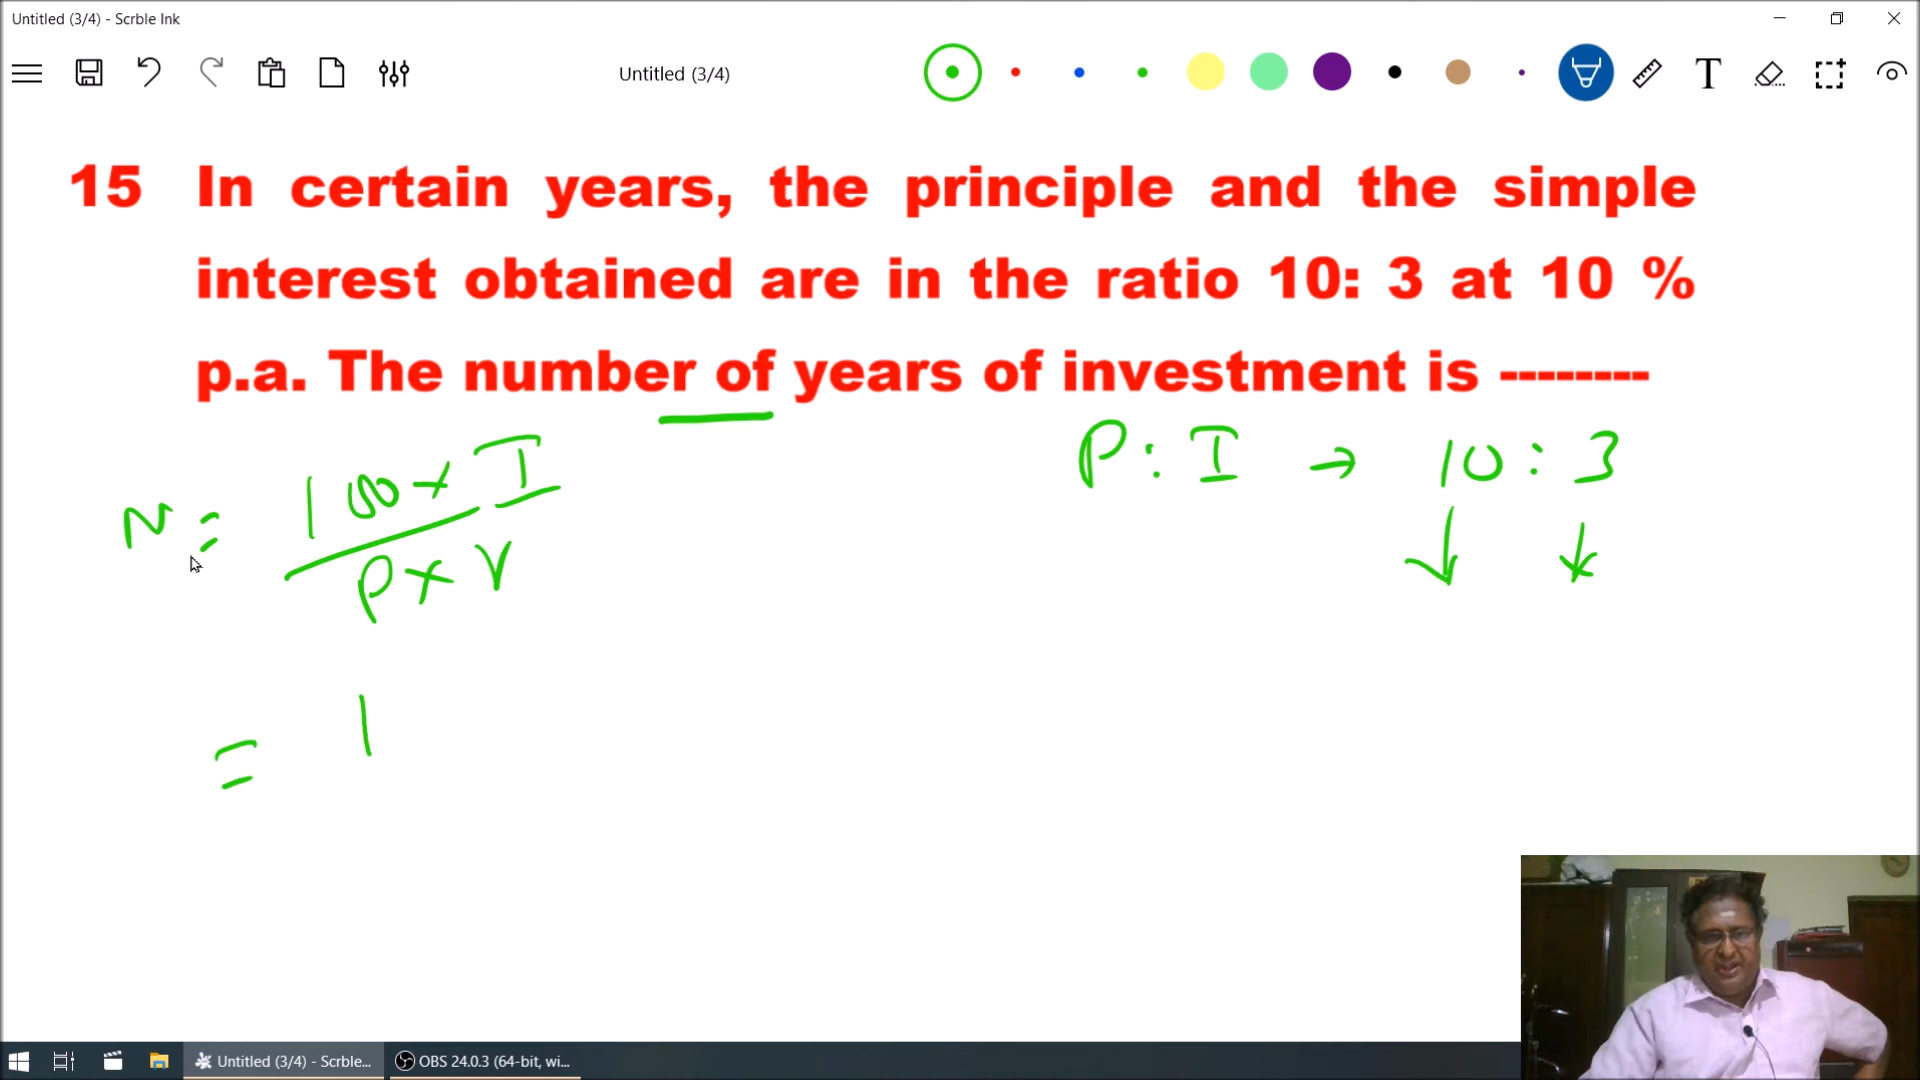 Untitled (3/4) - Scrble Ink
Untitled (3/4)
T
15 In certain years, the principle and the simple
interest obtained are in the ratio 10: 3 at 10 %
p.a. The number of years of investment is --------
P : I → 10 : 3
N = 100 × I
P × r
= 1
Untitled (3/4) - Scrble...
OBS 24.0.3 (64-bit, wi...